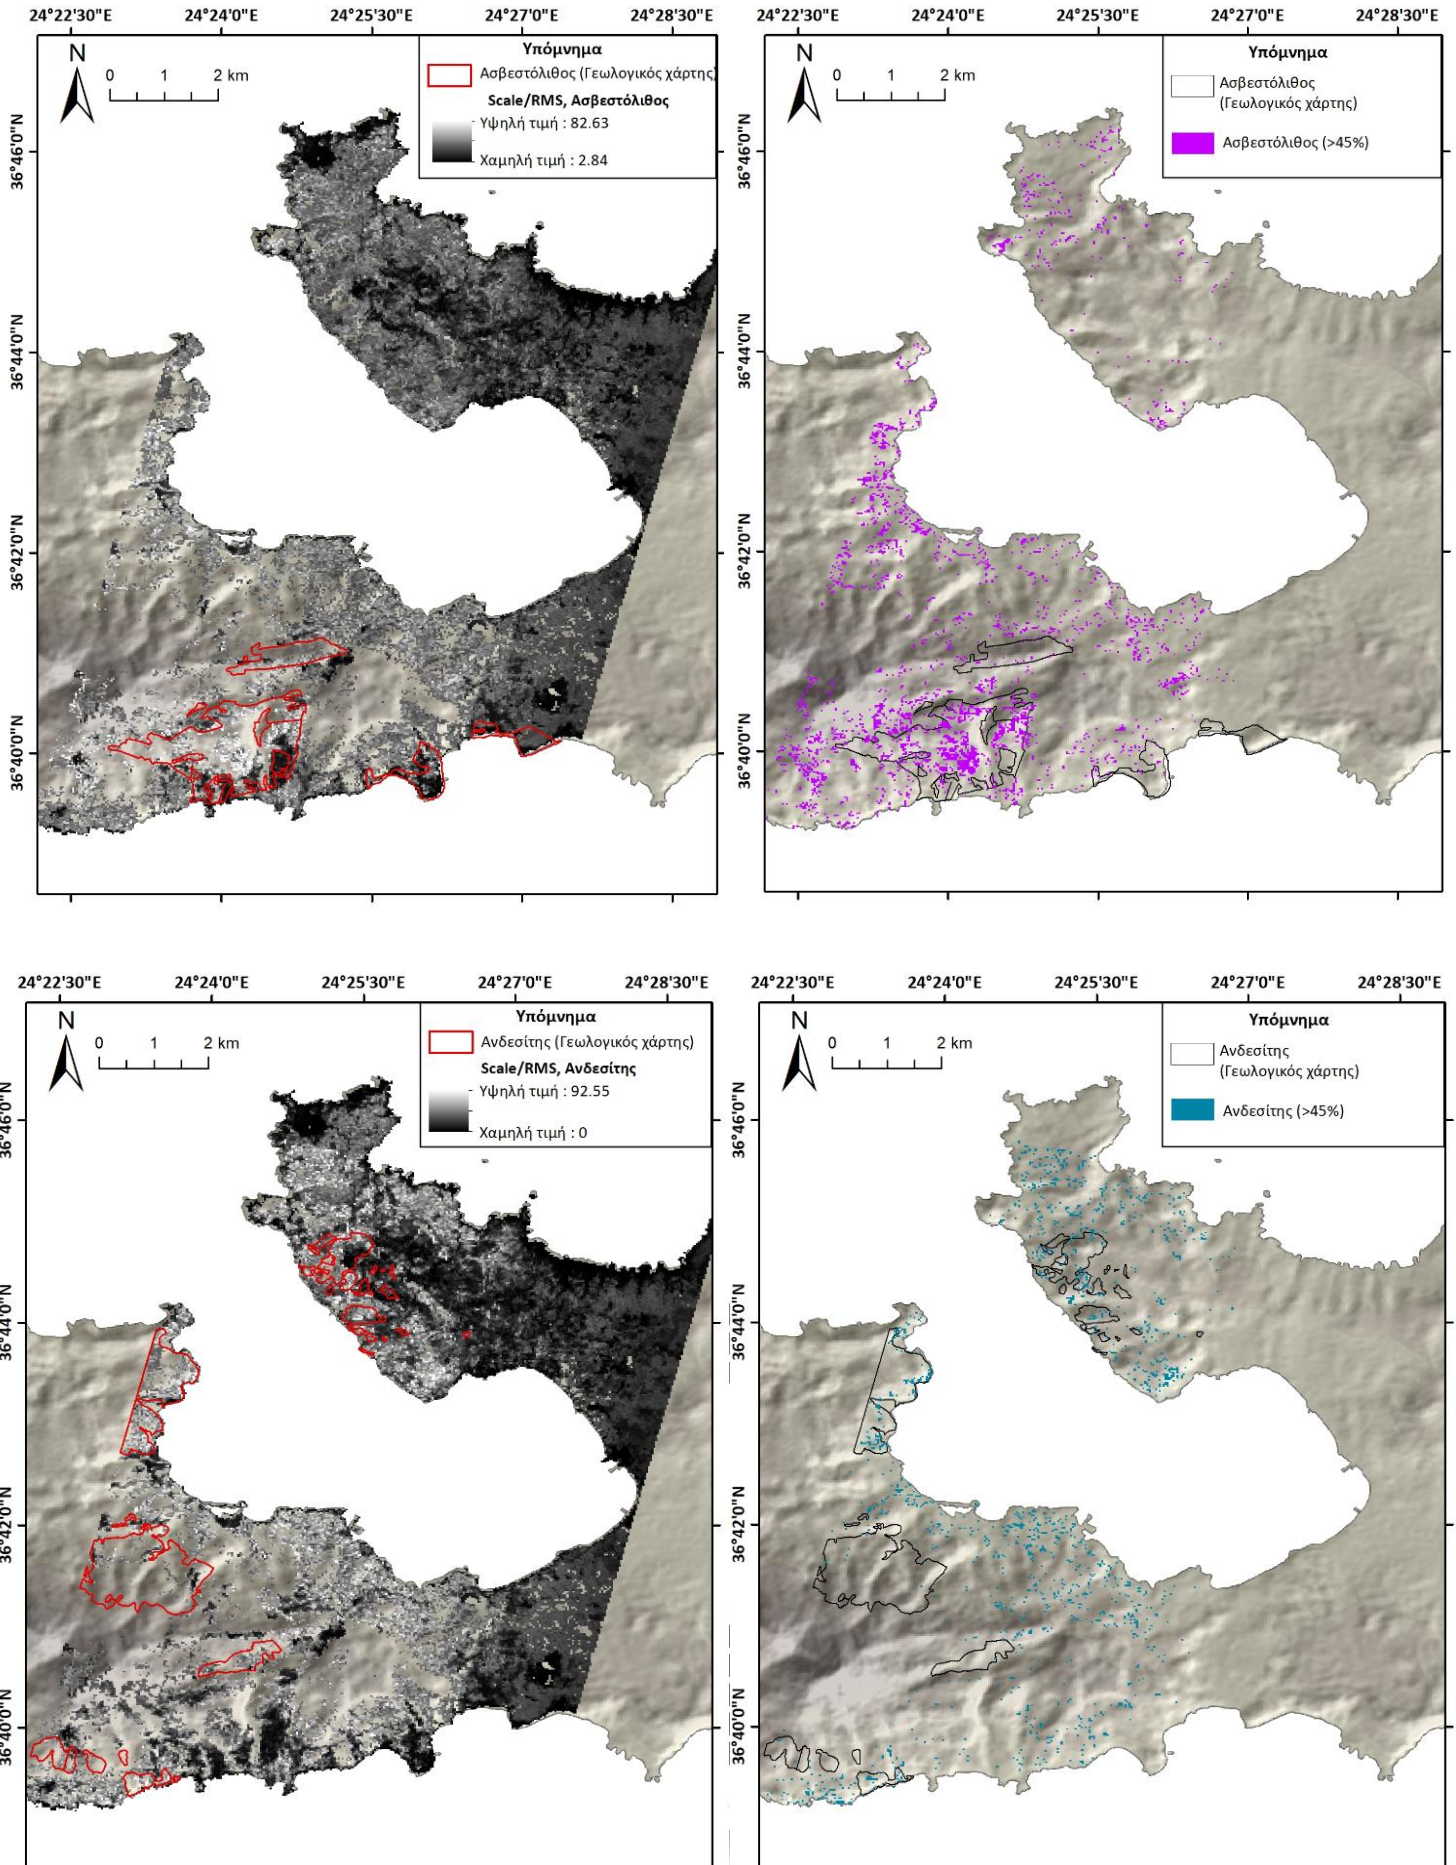 24°22'30"E 24°24'0"E 24°25'30"E 24°27'0"E 24°28'30"E
N
0 1 2 km
Υπόμνημα
Ασβεστόλιθος (Γεωλογικός χάρτης)
Scale/RMS, Ασβεστόλιθος
Υψηλή τιμή : 82.63
Χαμηλή τιμή : 2.84
36°46'0"N
36°44'0"N
36°42'0"N
36°40'0"N
24°22'30"E 24°24'0"E 24°25'30"E 24°27'0"E 24°28'30"E
N
0 1 2 km
Υπόμνημα
Ασβεστόλιθος
(Γεωλογικός χάρτης)
Ασβεστόλιθος (>45%)
36°46'0"N
36°44'0"N
36°42'0"N
36°40'0"N
24°22'30"E 24°24'0"E 24°25'30"E 24°27'0"E 24°28'30"E
N
0 1 2 km
Υπόμνημα
Ανδεσίτης (Γεωλογικός χάρτης)
Scale/RMS, Ανδεσίτης
Υψηλή τιμή : 92.55
Χαμηλή τιμή : 0
36°46'0"N
36°44'0"N
36°42'0"N
36°40'0"N
24°22'30"E 24°24'0"E 24°25'30"E 24°27'0"E 24°28'30"E
N
0 1 2 km
Υπόμνημα
Ανδεσίτης
(Γεωλογικός χάρτης)
Ανδεσίτης (>45%)
36°46'0"N
36°44'0"N
36°42'0"N
36°40'0"N